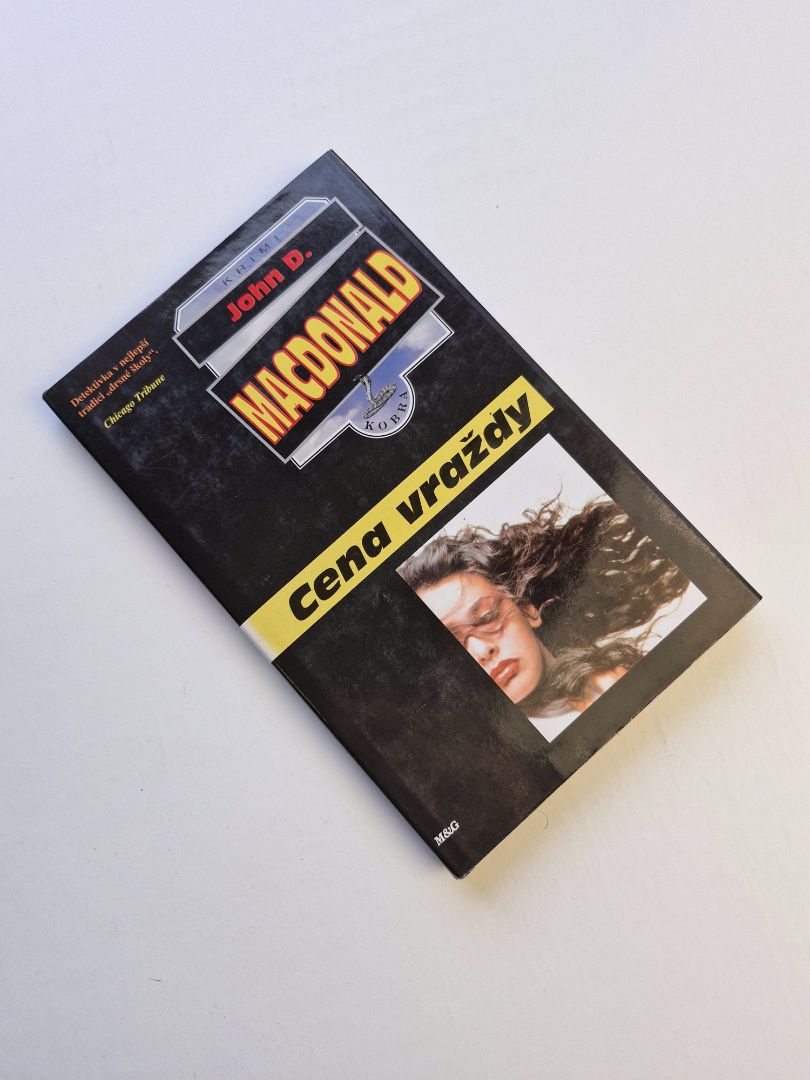 KRIMI
John D.
MACDONALD
KOBRA
Detektivka v nejlepší
tradici „drsné školy“.
Chicago Tribune
Cena vraždy
M&G